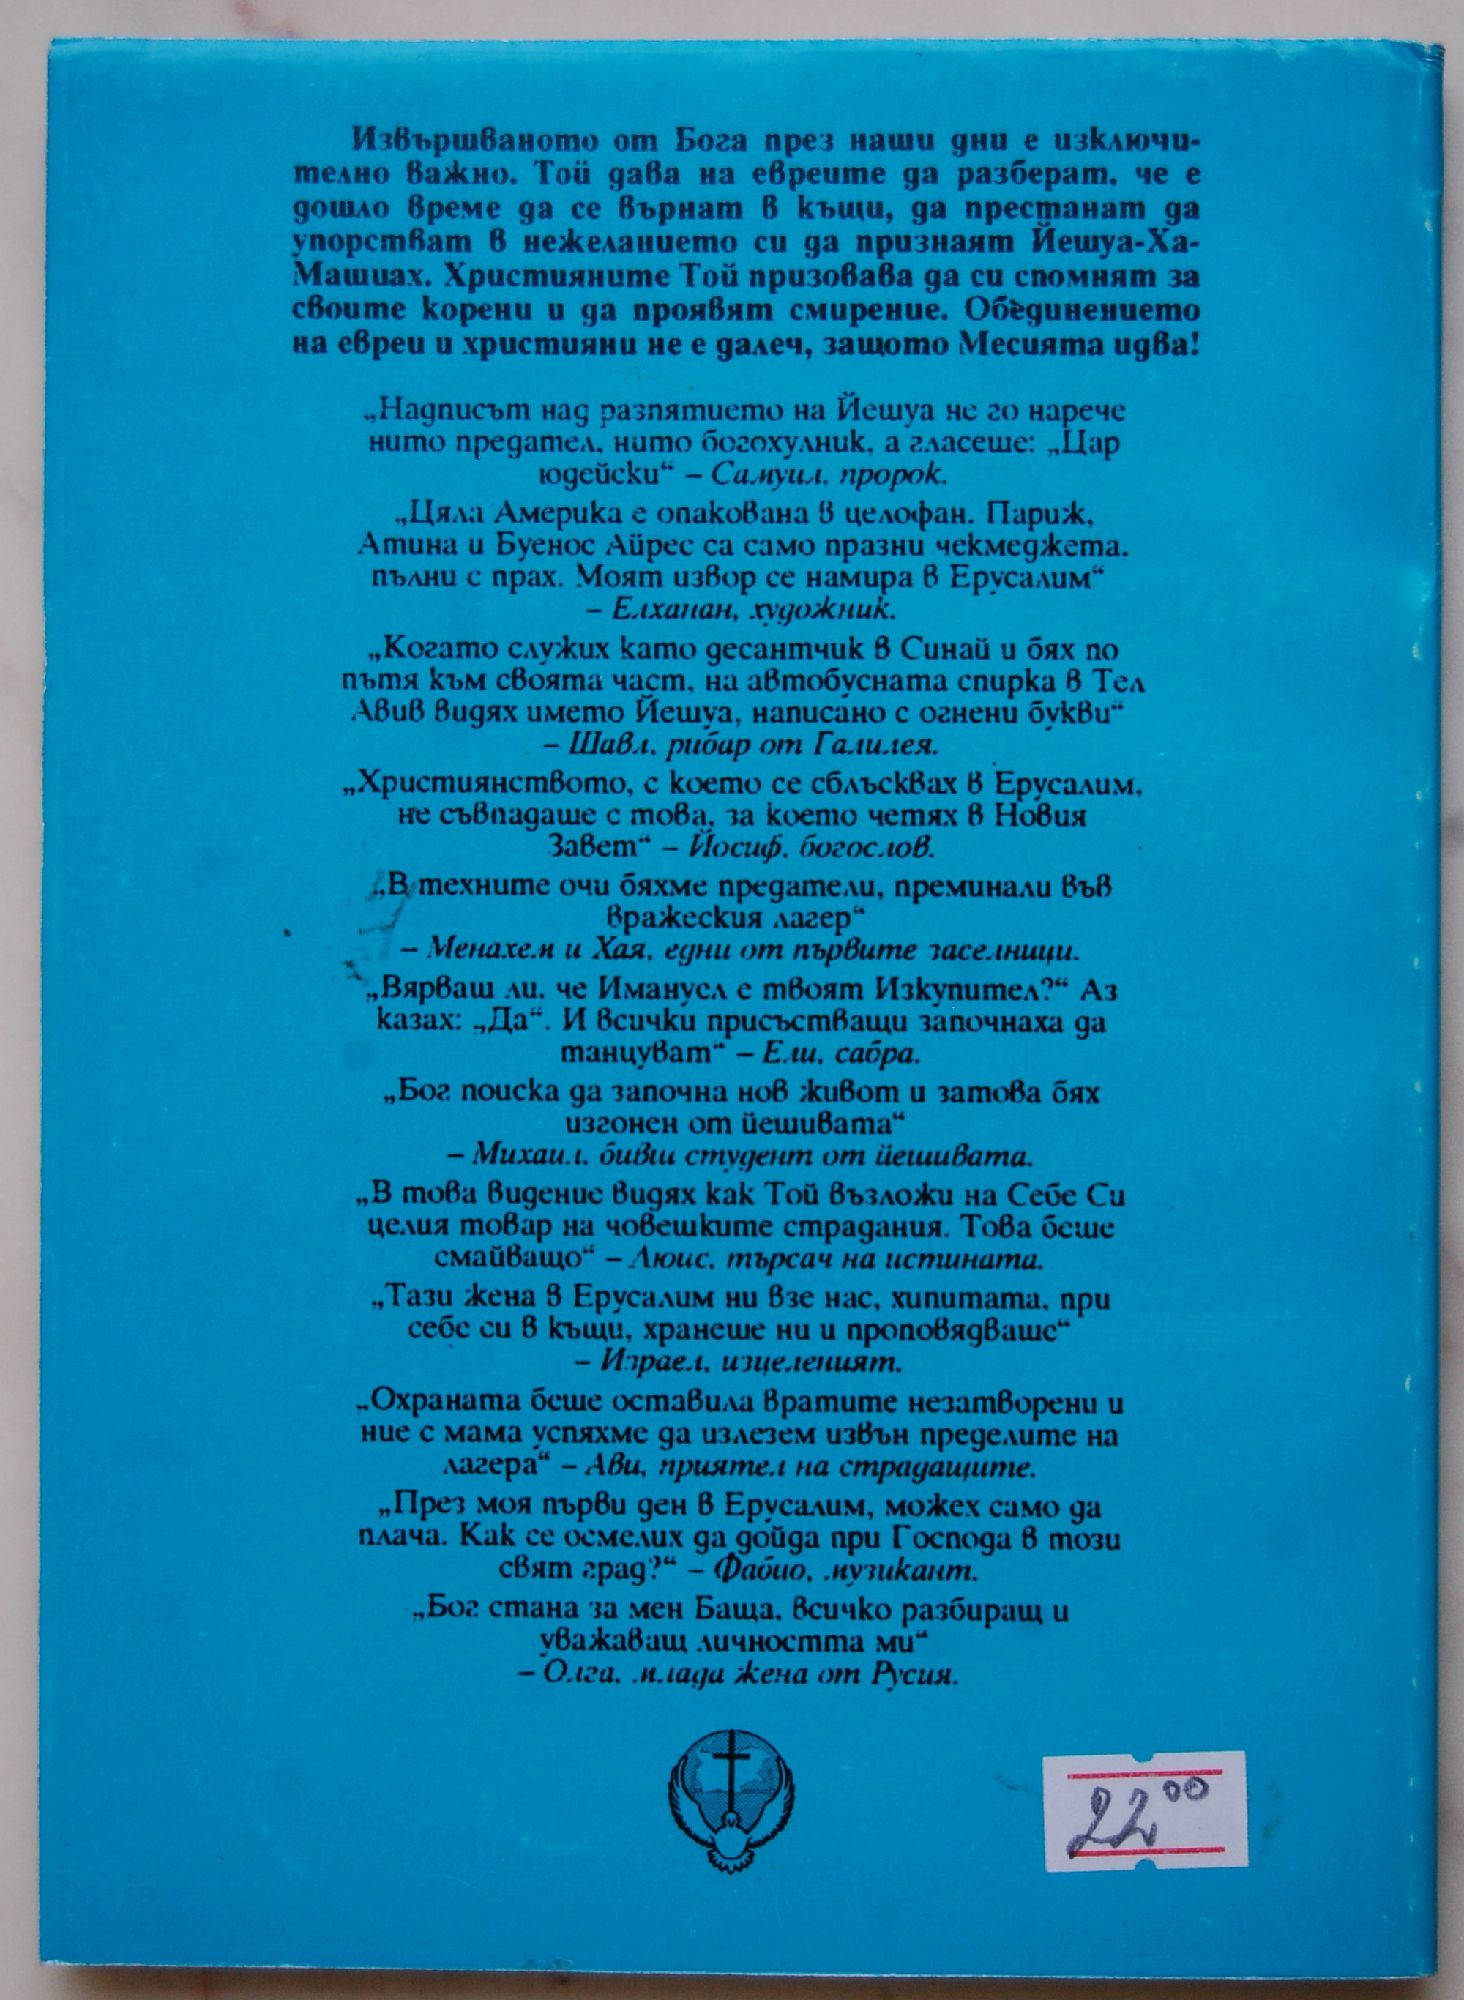 Извършваното от Бога през наши дни е изключи-
телно важно. Той дава на евреите да разберат, че е
дошло време да се върнат в къщи, да престанат да
упорстват в нежеланието си да признаят Йешуа-Ха-
Машиах. Християните Той призовава да си спомнят за
своите корени и да проявят смирение. Обединението
на евреи и християни не е далеч, защото Месията идва!
„Надписът над разпятието на Йешуа не го нарече
нито предател, нито богохулник, а гласеше: „Цар
юдейски“ – Самуил, пророк.
„Цяла Америка е опакована в целофан. Париж,
Атина и Буенос Айрес са само празни чекмеджета,
пълни с прах. Моят извор се намира в Ерусалим“
– Елханан, художник.
„Когато служих като десантчик в Синай и бях по
пътя към своята част, на автобусната спирка в Тел
Авив видях името Йешуа, написано с огнени букви“
– Шавл, рибар от Галилея.
„Християнството, с което се сблъсквах в Ерусалим,
не съвпадаше с това, за което четях в Новия
Завет“ – Йосиф, богослов.
„В техните очи бяхме предатели, преминали във
вражеския лагер“
– Менахем и Хая, едни от първите заселници.
„Вярваш ли, че Имануел е твоят Изкупител?“ Аз
казах: „Да“. И всички присъстващи започнаха да
танцуват“ – Ели, сабра.
„Бог поиска да започна нов живот и затова бях
изгонен от йешивата“
– Михаил, бивш студент от йешивата.
„В това видение видях как Той възложи на Себе Си
целия товар на човешките страдания. Това беше
смайващо“ – Люис, търсач на истината.
„Тази жена в Ерусалим ни взе нас, хипитата, при
себе си в къщи, хранеше ни и проповядваше“
– Израел, изцеленият.
„Охраната беше оставила вратите незатворени и
ние с мама успяхме да излезем извън пределите на
лагера“ – Ави, приятел на страдащите.
„През моя първи ден в Ерусалим, можех само да
плача. Как се осмелих да дойда при Господа в този
свят град?“ – Фабио, музикант.
„Бог стана за мен Баща, всичко разбиращ и
уважаващ личността ми“
– Олга, млада жена от Русия.
22⁰⁰